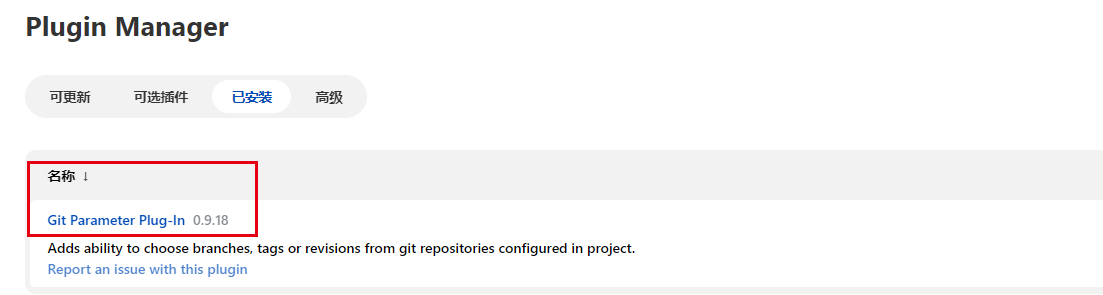 Plugin Manager
可更新 可选插件 已安装 高级
名称 ↓
Git Parameter Plug-In 0.9.18
Adds ability to choose branches, tags or revisions from git repositories configured in project.
Report an issue with this plugin